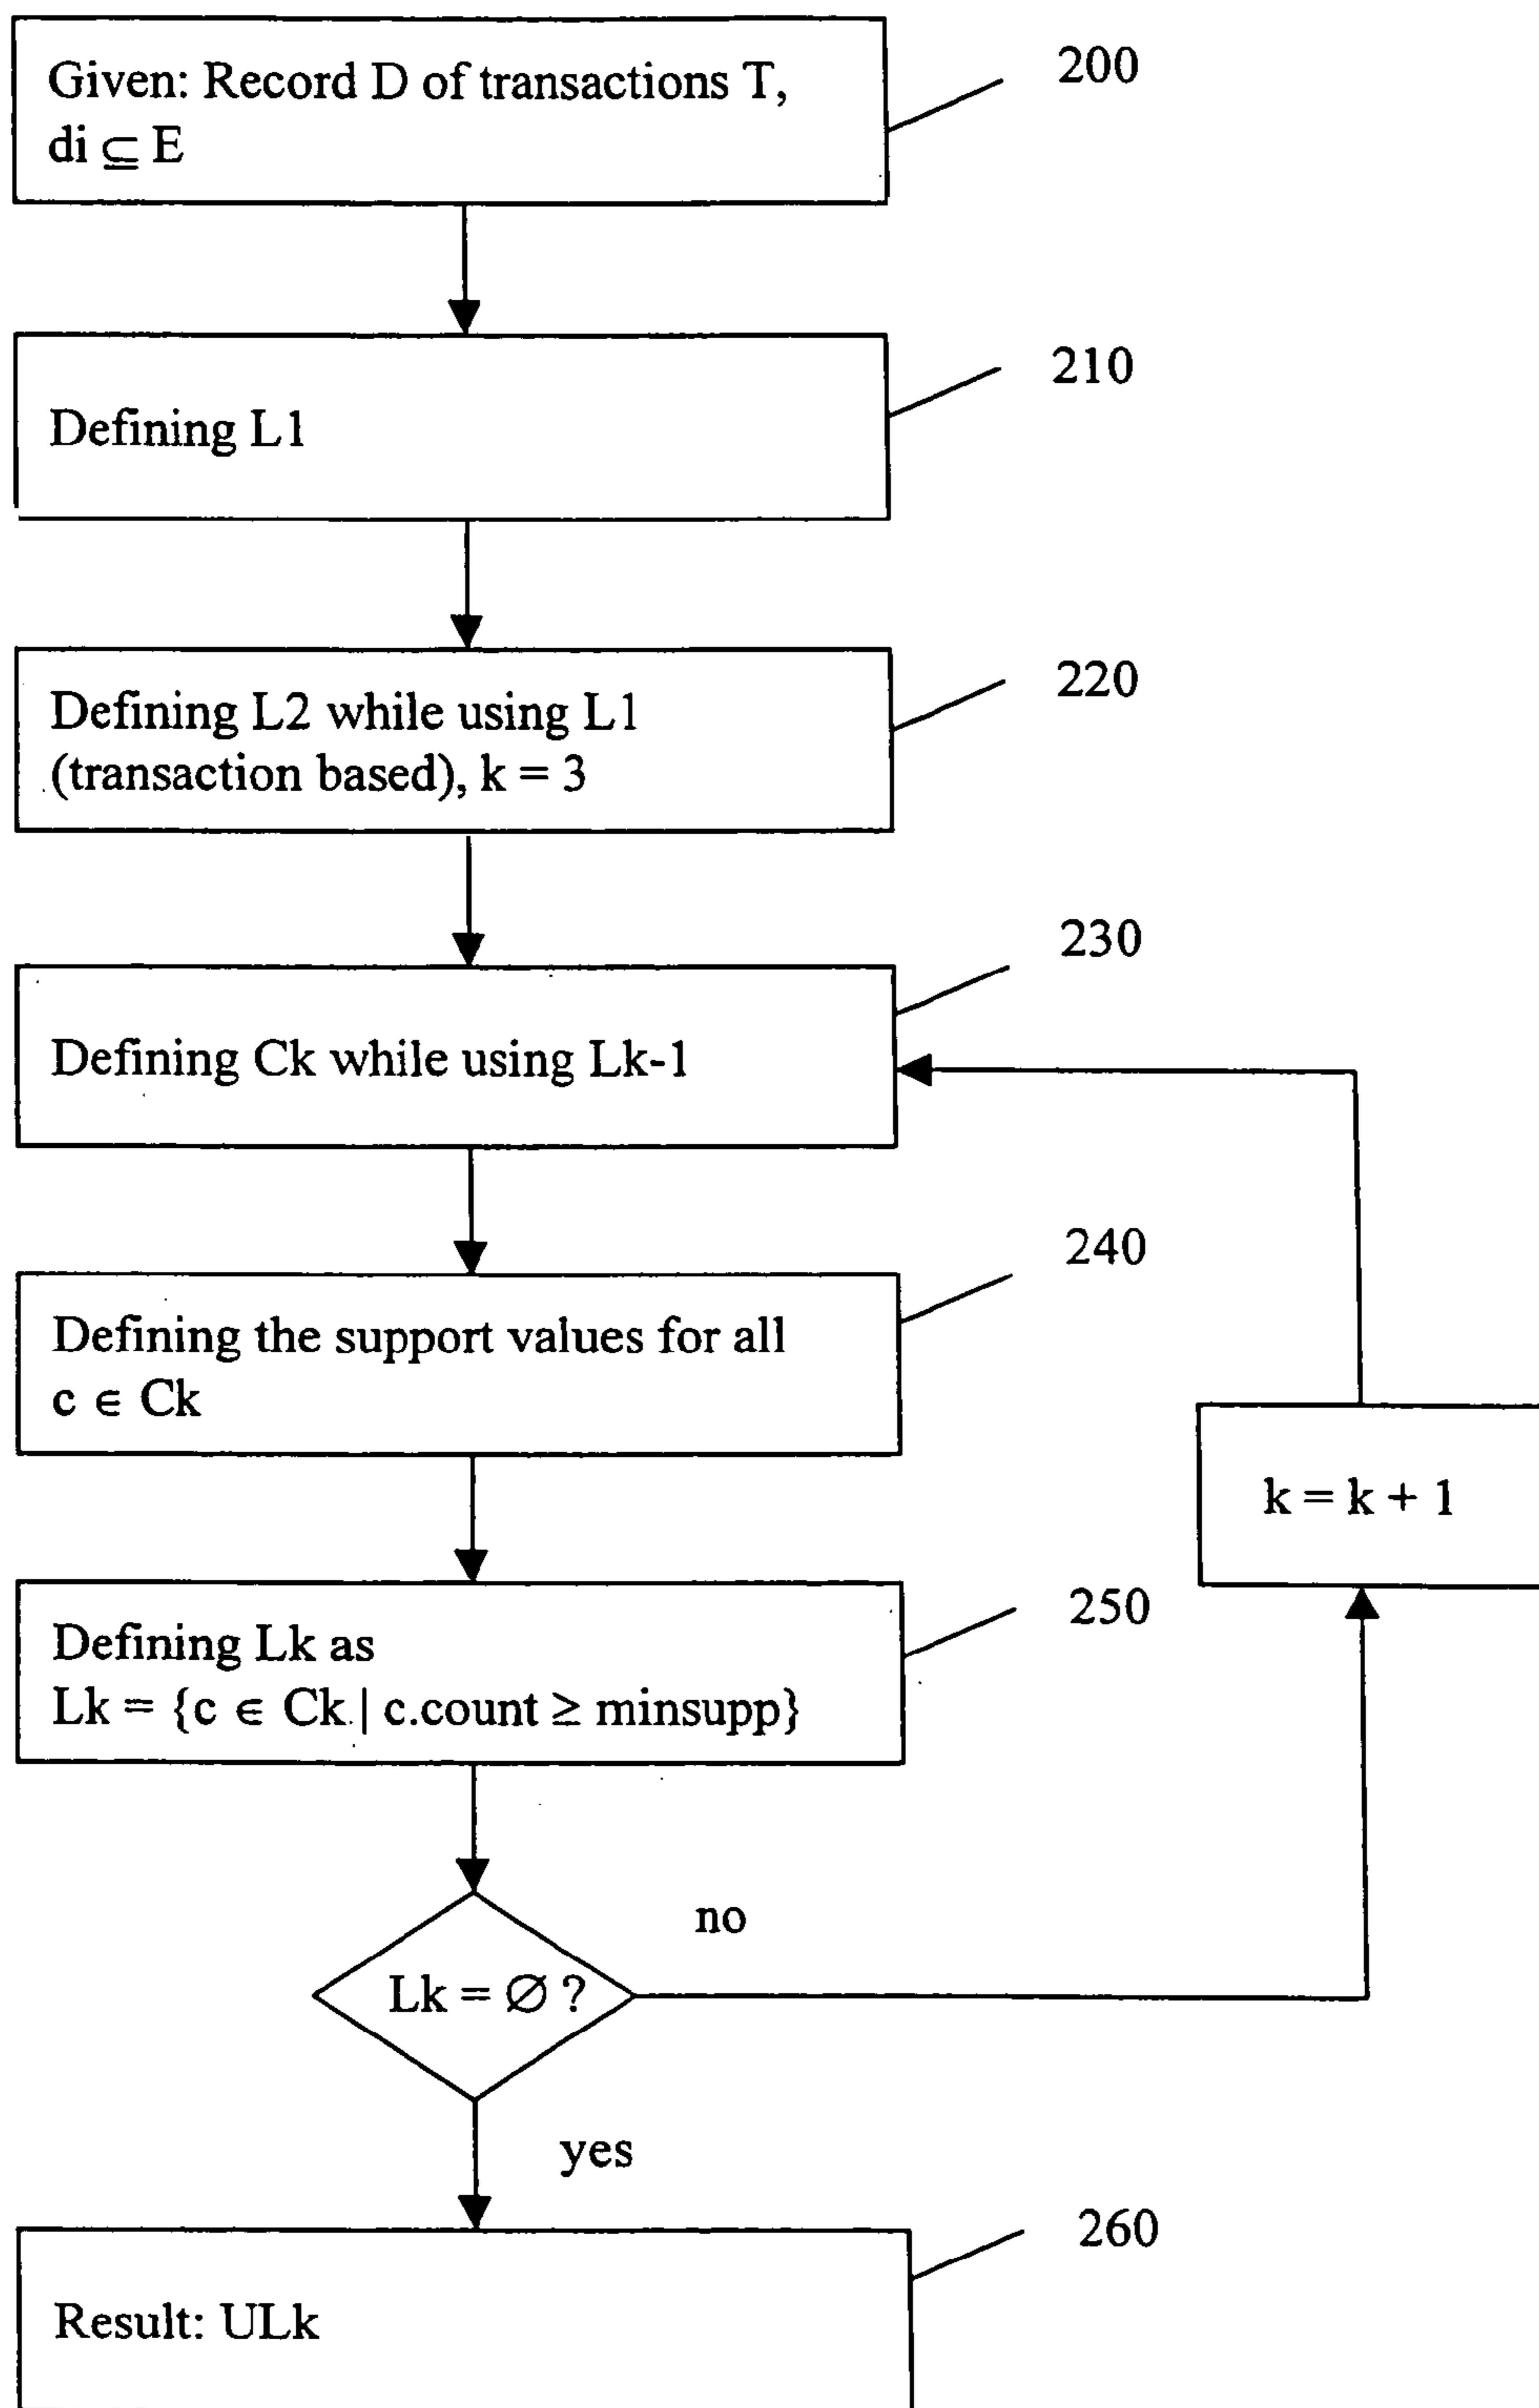 Given: Record D of transactions T,
di ⊆ E
200
Defining L1
210
Defining L2 while using L1
(transaction based), k = 3
220
Defining Ck while using Lk-1
230
Defining the support values for all
c ∈ Ck
240
k = k + 1
Defining Lk as
Lk = {c ∈ Ck | c.count ≥ minsupp}
250
Lk = ∅ ?
no
yes
Result: ULk
260